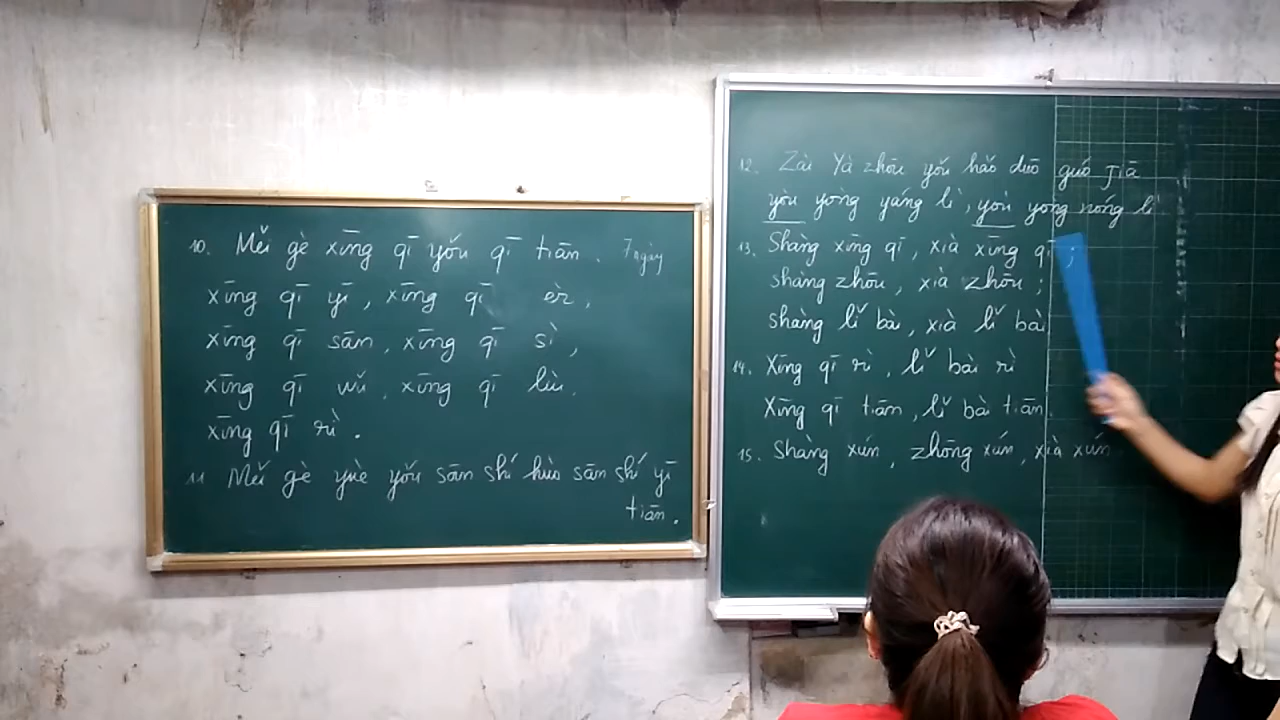 10. Měi gè xīng qī yǒu qī tiān. 7 ngày
xīng qī yī, xīng qī èr,
xīng qī sān, xīng qī sì,
xīng qī wǔ, xīng qī liù.
xīng qī rì.
11 Měi gè yuè yǒu sān shí huò sān shí yī
tiān.
12. Zài Yà zhōu yǒu hǎo duō guó jiā
yòu yòng yáng lì, yòu yòng nóng lì
13. Shàng xīng qī, xià xīng qī;
shàng zhōu, xià zhōu;
shàng lǐ bà, xià lǐ bài
14. Xīng qī rì, lǐ bài rì
Xīng qī tiān, lǐ bài tiān.
15. Shàng xún, zhōng xún, xià xún.